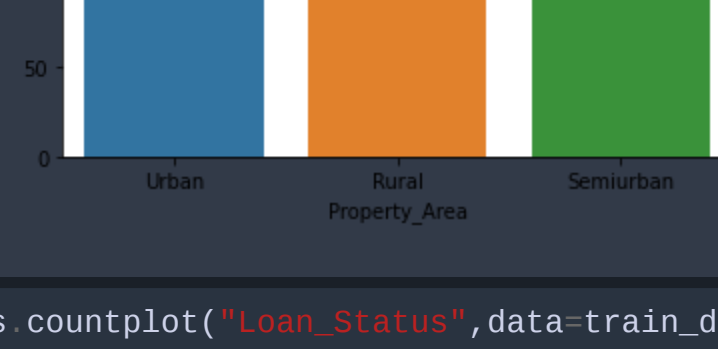 50
0
Urban Rural Semiurban
Property_Area
s.countplot("Loan_Status",data=train_d